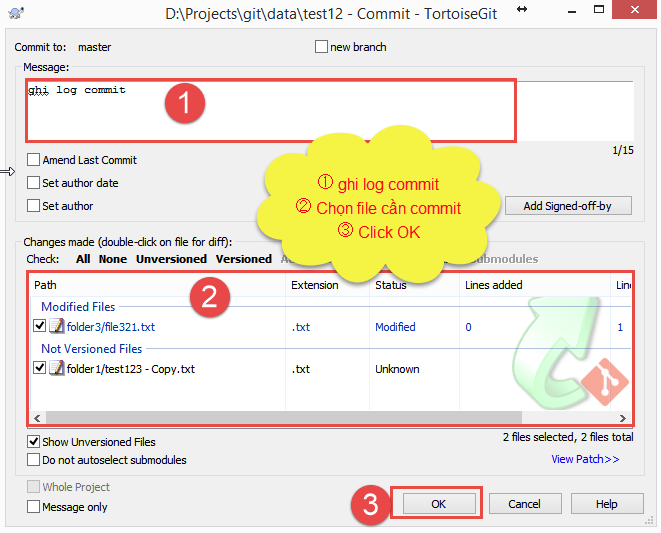 D:\Projects\git\data\test12 - Commit - TortoiseGit
Commit to: master new branch
Message:
ghi log commit
1
1/15
Amend Last Commit
Set author date
Set author
① ghi log commit
② Chọn file cần commit
③ Click OK
Add Signed-off-by
Changes made (double-click on file for diff):
Check: All None Unversioned Versioned Submodules
Path Extension Status Lines added
2
Modified Files
folder3/file321.txt .txt Modified 0 1
Not Versioned Files
folder1/test123 - Copy.txt .txt Unknown
Show Unversioned Files 2 files selected, 2 files total
Do not autoselect submodules View Patch>>
Whole Project
Message only
3 OK Cancel Help